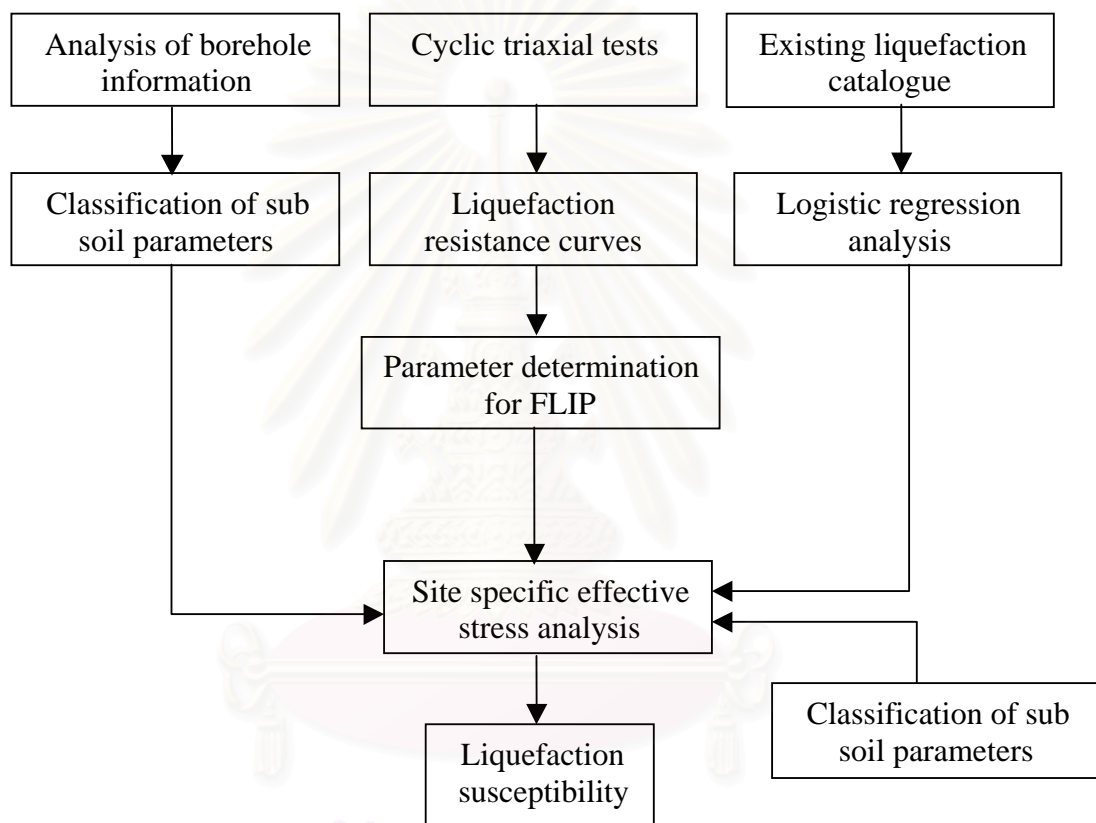 Analysis of borehole
information
Cyclic triaxial tests
Existing liquefaction
catalogue
Classification of sub
soil parameters
Liquefaction
resistance curves
Logistic regression
analysis
Parameter determination
for FLIP
Site specific effective
stress analysis
Classification of sub
soil parameters
Liquefaction
susceptibility